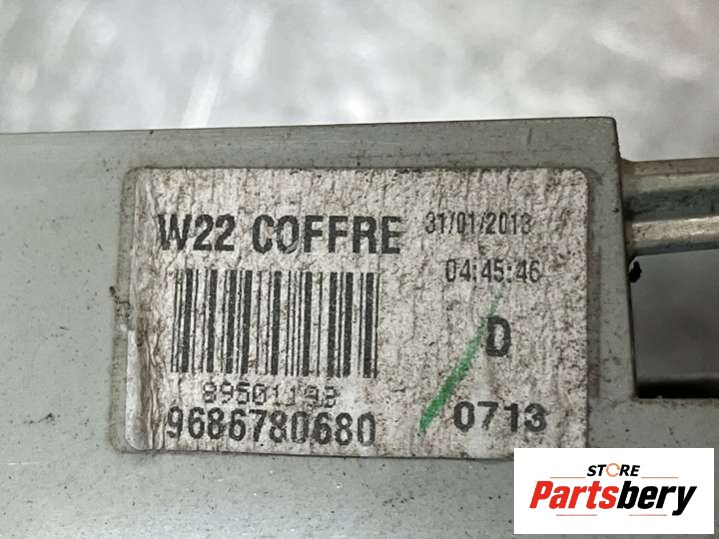 W22 COFFRE
31/01/2013
04:45:46
D
89501193
9686780680
0713
STORE
Partsbery